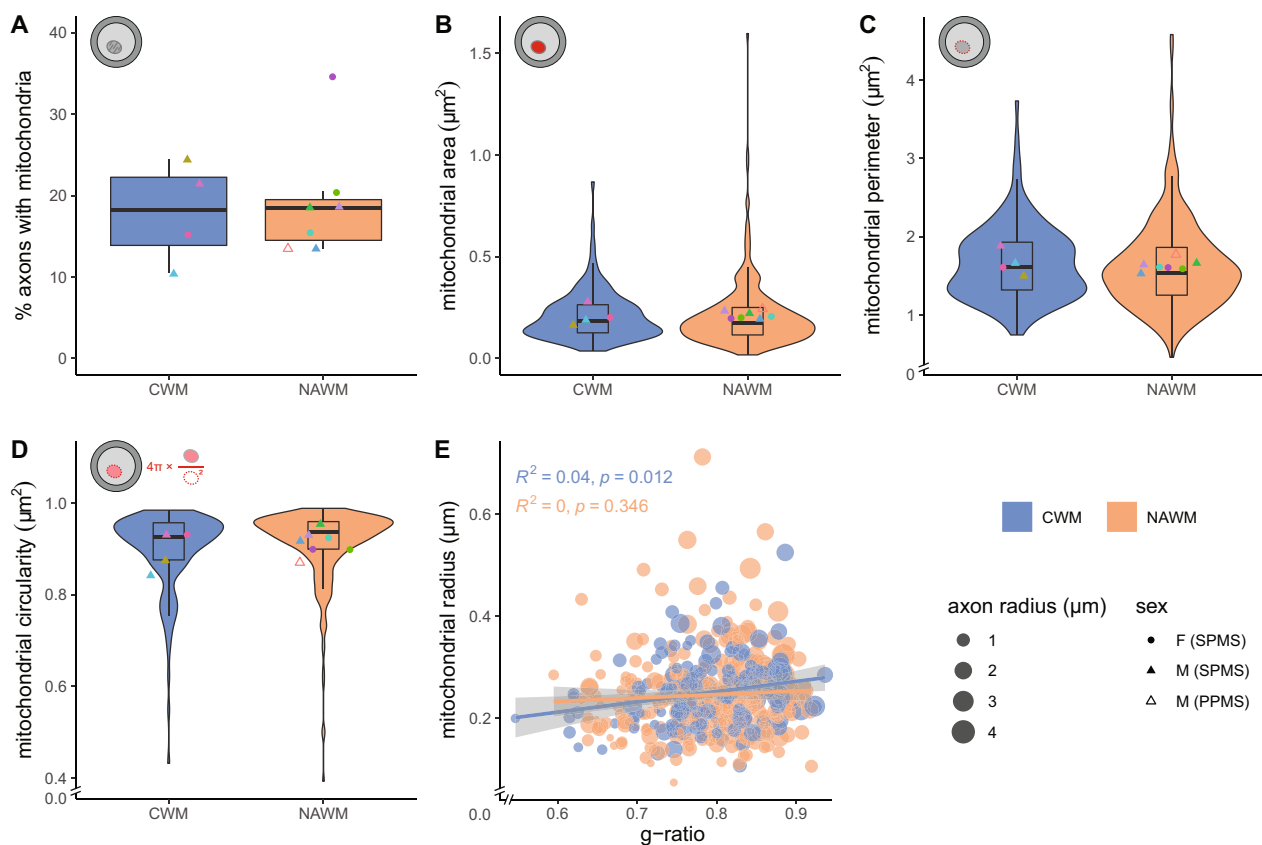 A
% axons with mitochondria
40
30
20
10
0
CWM
NAWM
B
mitochondrial area (µm²)
1.5
1.0
0.5
0.0
CWM
NAWM
C
mitochondrial perimeter (µm²)
4
3
2
1
0
CWM
NAWM
D
4π ×
2
mitochondrial circularity (µm²)
1.0
0.8
0.6
0.4
0.0
CWM
NAWM
E
R² = 0.04, p = 0.012
R² = 0, p = 0.346
mitochondrial radius (µm)
0.6
0.4
0.2
0.0
0.6
0.7
0.8
0.9
g−ratio
CWM
NAWM
axon radius (µm)
1
2
3
4
sex
F (SPMS)
M (SPMS)
M (PPMS)